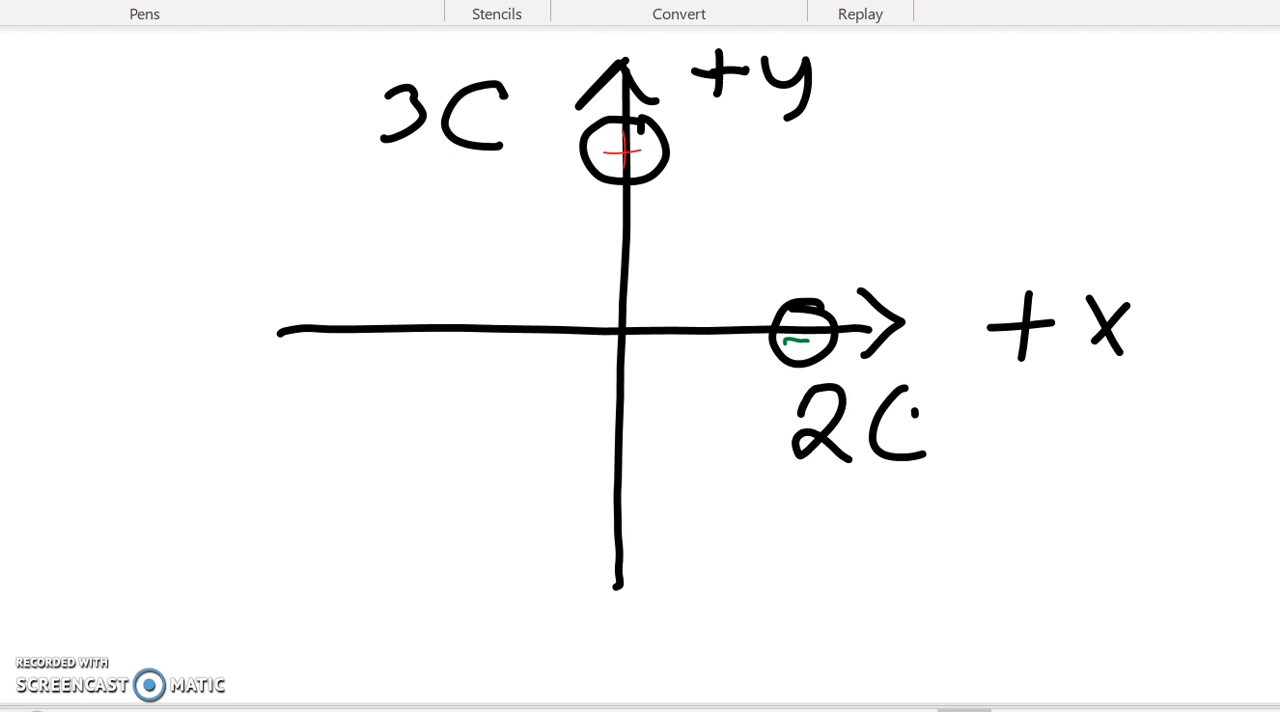 Pens Stencils Convert Replay
3C +y
+
+ x
-
2C
RECORDED WITH
SCREENCAST MATIC